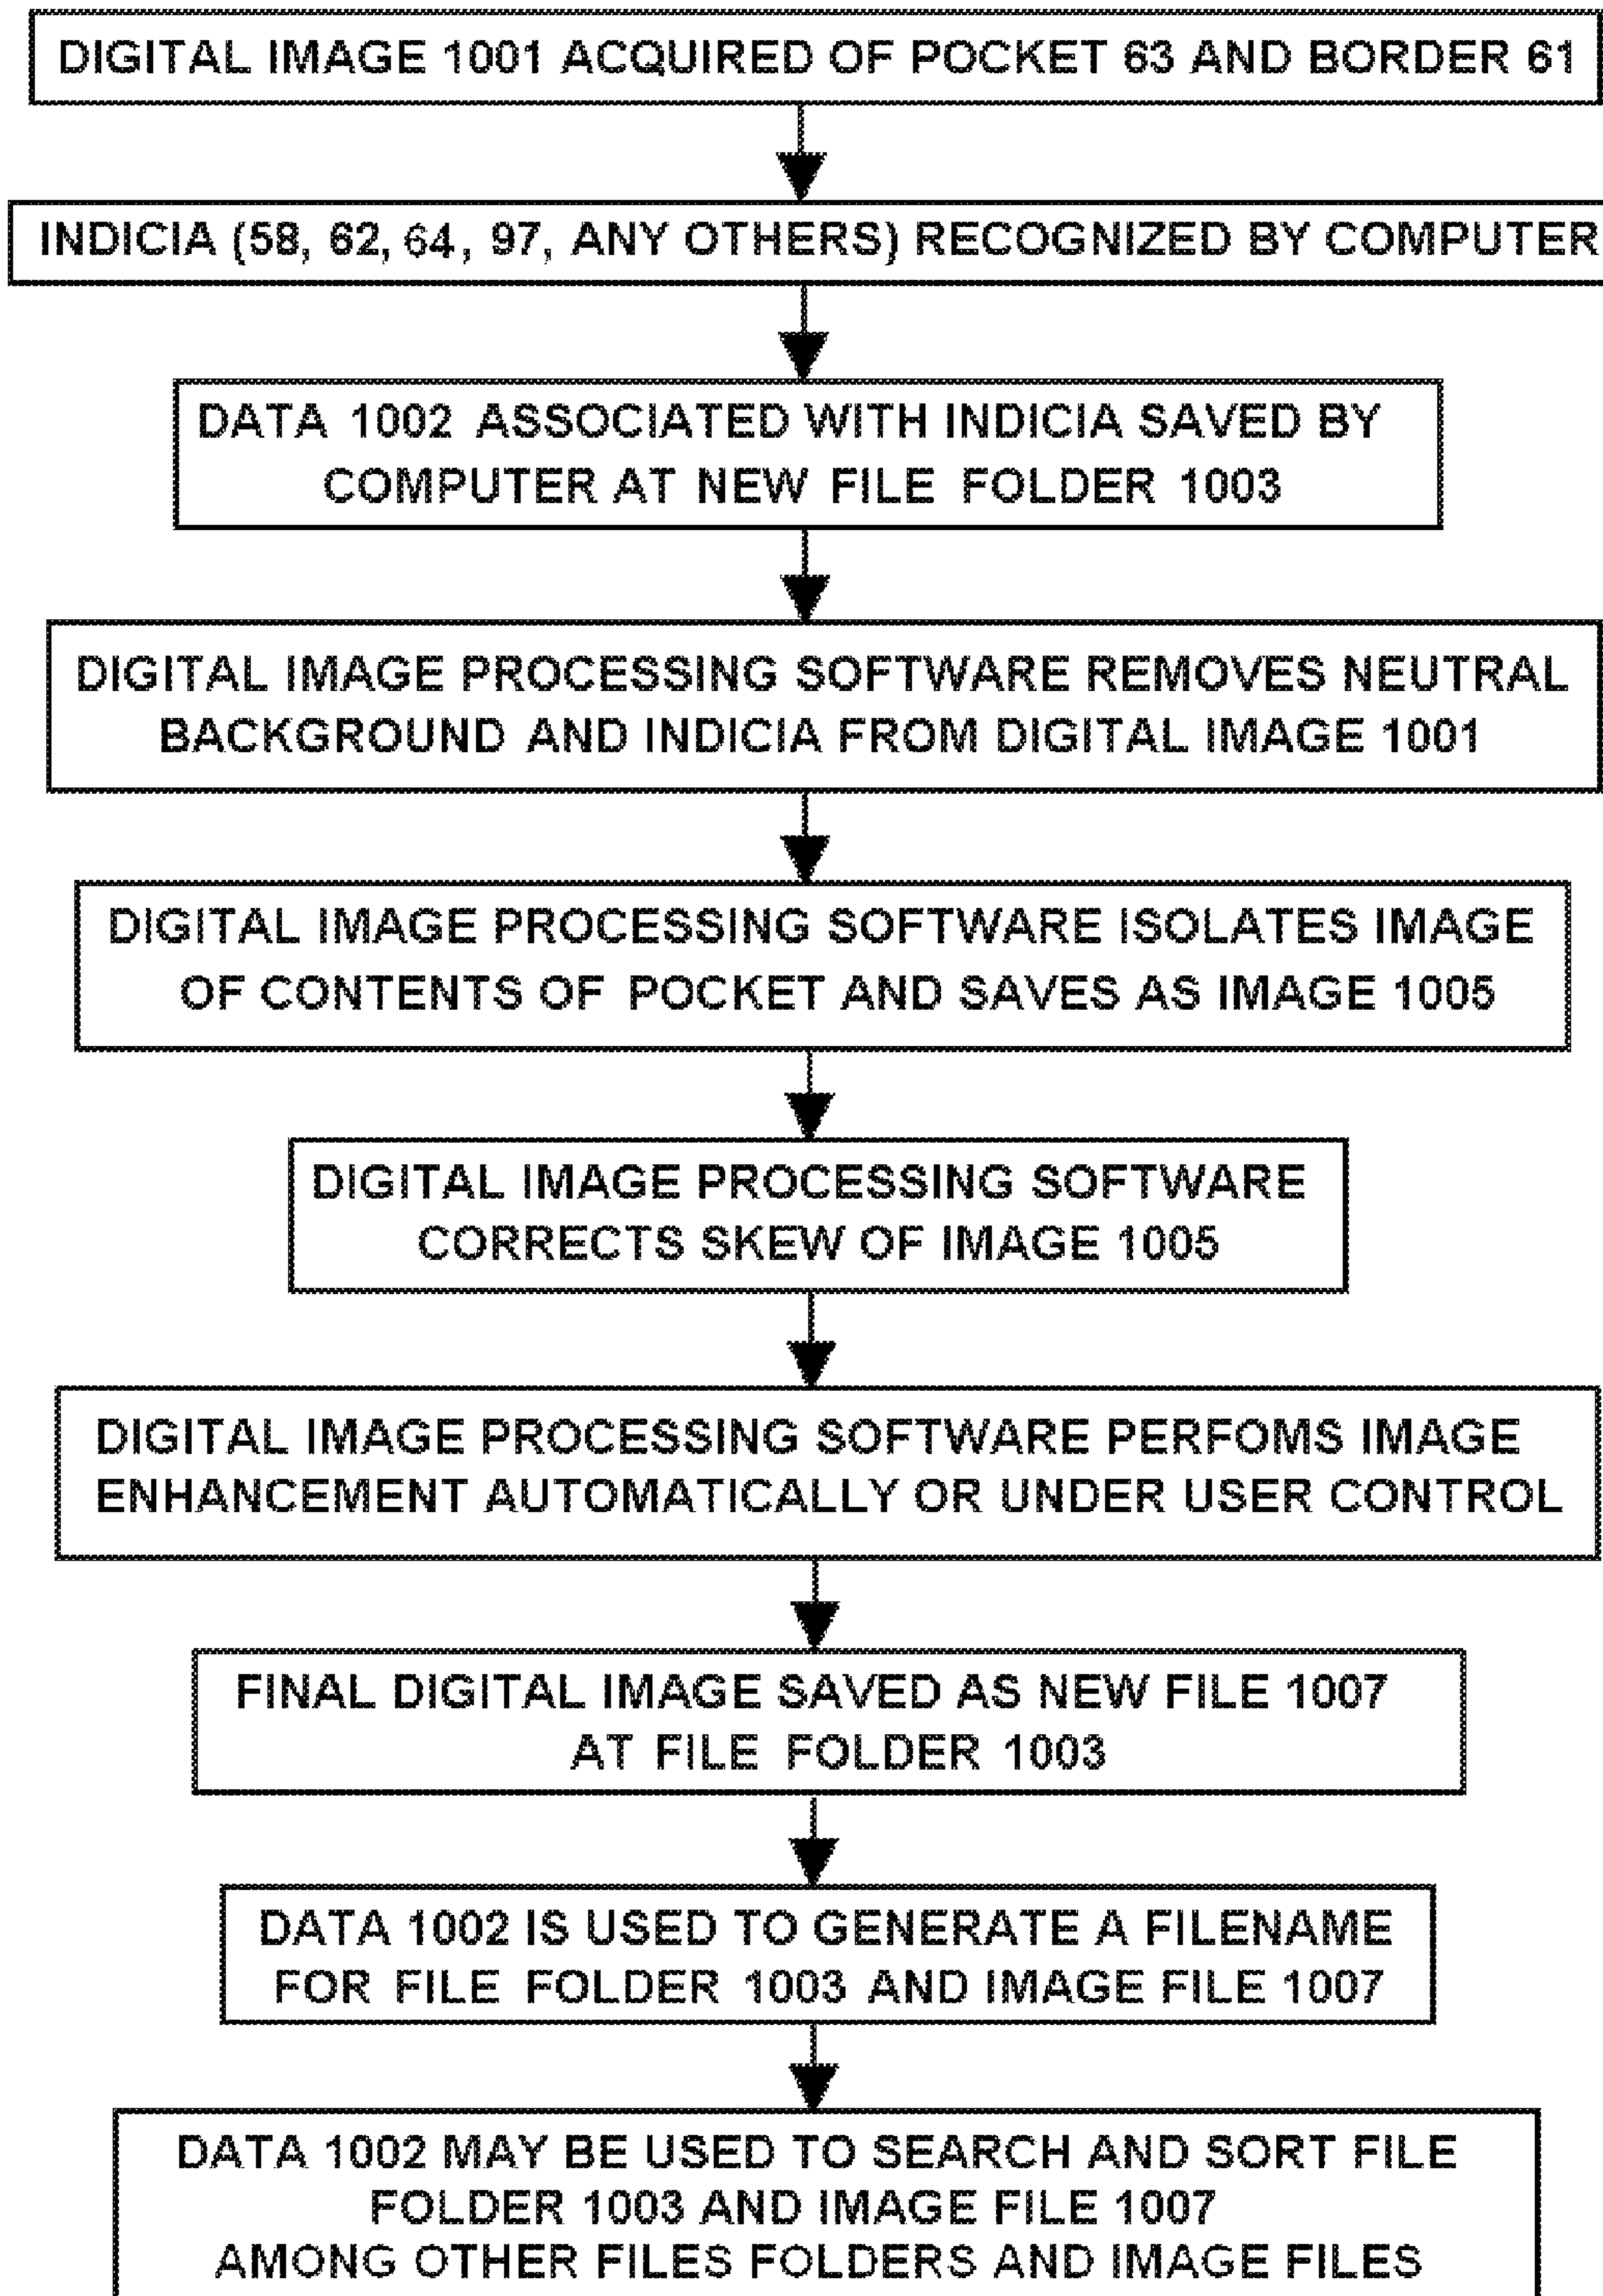 DIGITAL IMAGE 1001 ACQUIRED OF POCKET 63 AND BORDER 61
INDICIA (58, 62, 64, 97, ANY OTHERS) RECOGNIZED BY COMPUTER
DATA 1002 ASSOCIATED WITH INDICIA SAVED BY
COMPUTER AT NEW FILE FOLDER 1003
DIGITAL IMAGE PROCESSING SOFTWARE REMOVES NEUTRAL
BACKGROUND AND INDICIA FROM DIGITAL IMAGE 1001
DIGITAL IMAGE PROCESSING SOFTWARE ISOLATES IMAGE
OF CONTENTS OF POCKET AND SAVES AS IMAGE 1005
DIGITAL IMAGE PROCESSING SOFTWARE
CORRECTS SKEW OF IMAGE 1005
DIGITAL IMAGE PROCESSING SOFTWARE PERFOMS IMAGE
ENHANCEMENT AUTOMATICALLY OR UNDER USER CONTROL
FINAL DIGITAL IMAGE SAVED AS NEW FILE 1007
AT FILE FOLDER 1003
DATA 1002 IS USED TO GENERATE A FILENAME
FOR FILE FOLDER 1003 AND IMAGE FILE 1007
DATA 1002 MAY BE USED TO SEARCH AND SORT FILE
FOLDER 1003 AND IMAGE FILE 1007
AMONG OTHER FILES FOLDERS AND IMAGE FILES